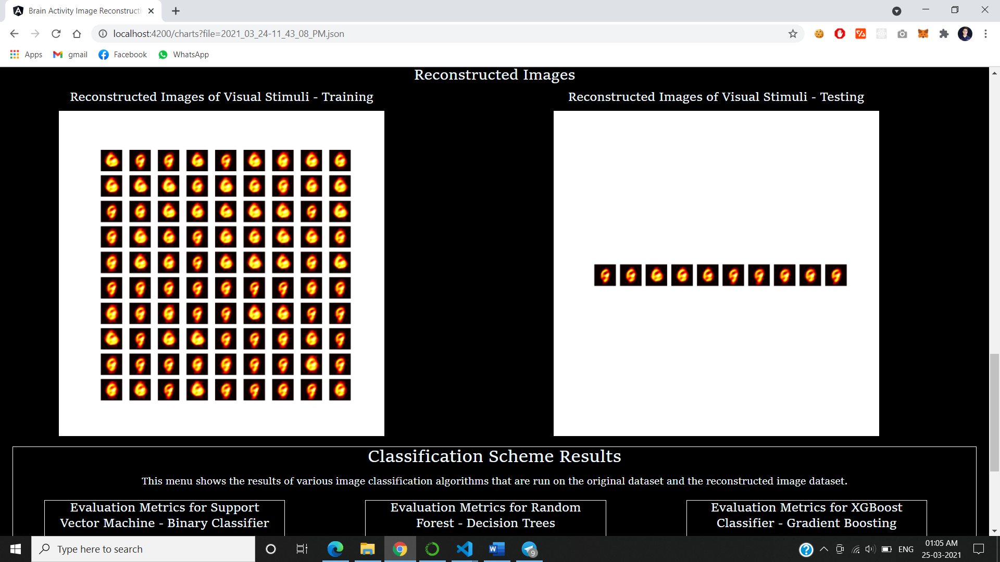 Brain Activity Image Reconstructi
localhost:4200/charts?file=2021_03_24-11_43_08_PM.json
Apps gmail Facebook WhatsApp
Reconstructed Images
Reconstructed Images of Visual Stimuli - Training
Reconstructed Images of Visual Stimuli - Testing
Classification Scheme Results
This menu shows the results of various image classification algorithms that are run on the original dataset and the reconstructed image dataset.
Evaluation Metrics for Support
Vector Machine - Binary Classifier
Evaluation Metrics for Random
Forest - Decision Trees
Evaluation Metrics for XGBoost
Classifier - Gradient Boosting
Type here to search
9
ENG
01:05 AM
25-03-2021